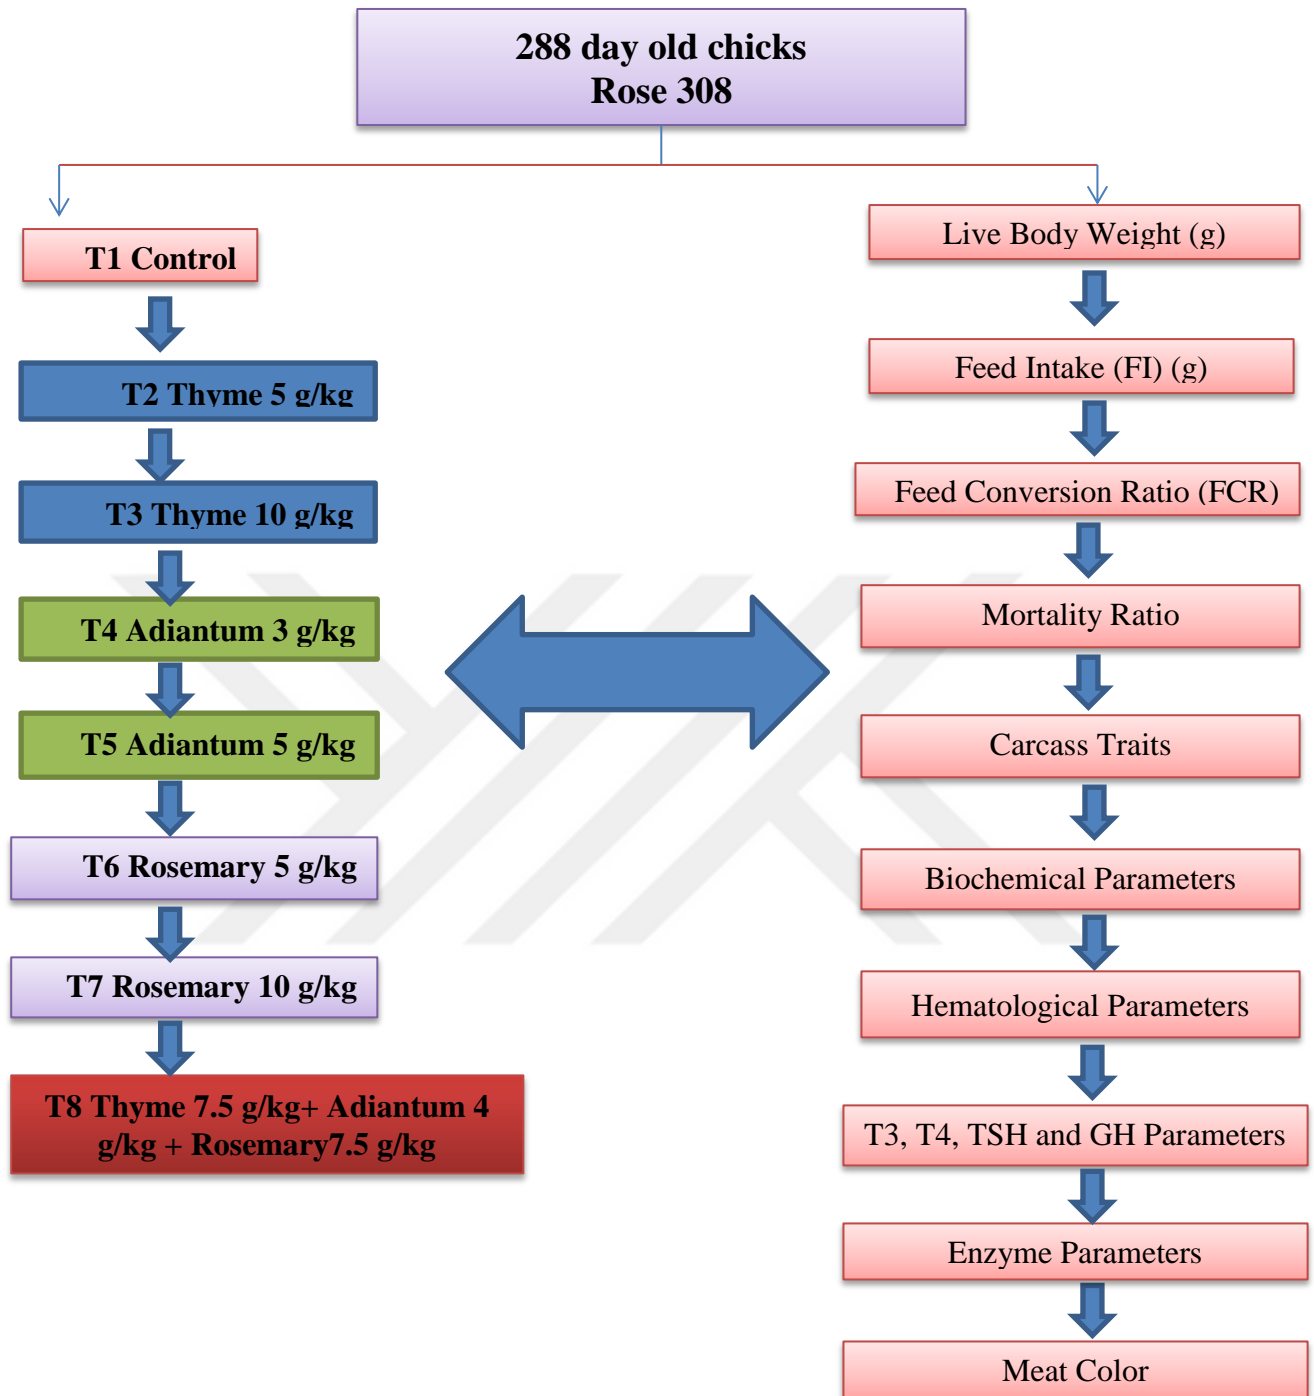 288 day old chicks
Rose 308
T1 Control
T2 Thyme 5 g/kg
T3 Thyme 10 g/kg
T4 Adiantum 3 g/kg
T5 Adiantum 5 g/kg
T6 Rosemary 5 g/kg
T7 Rosemary 10 g/kg
T8 Thyme 7.5 g/kg+ Adiantum 4
g/kg + Rosemary7.5 g/kg
Live Body Weight (g)
Feed Intake (FI) (g)
Feed Conversion Ratio (FCR)
Mortality Ratio
Carcass Traits
Biochemical Parameters
Hematological Parameters
T3, T4, TSH and GH Parameters
Enzyme Parameters
Meat Color